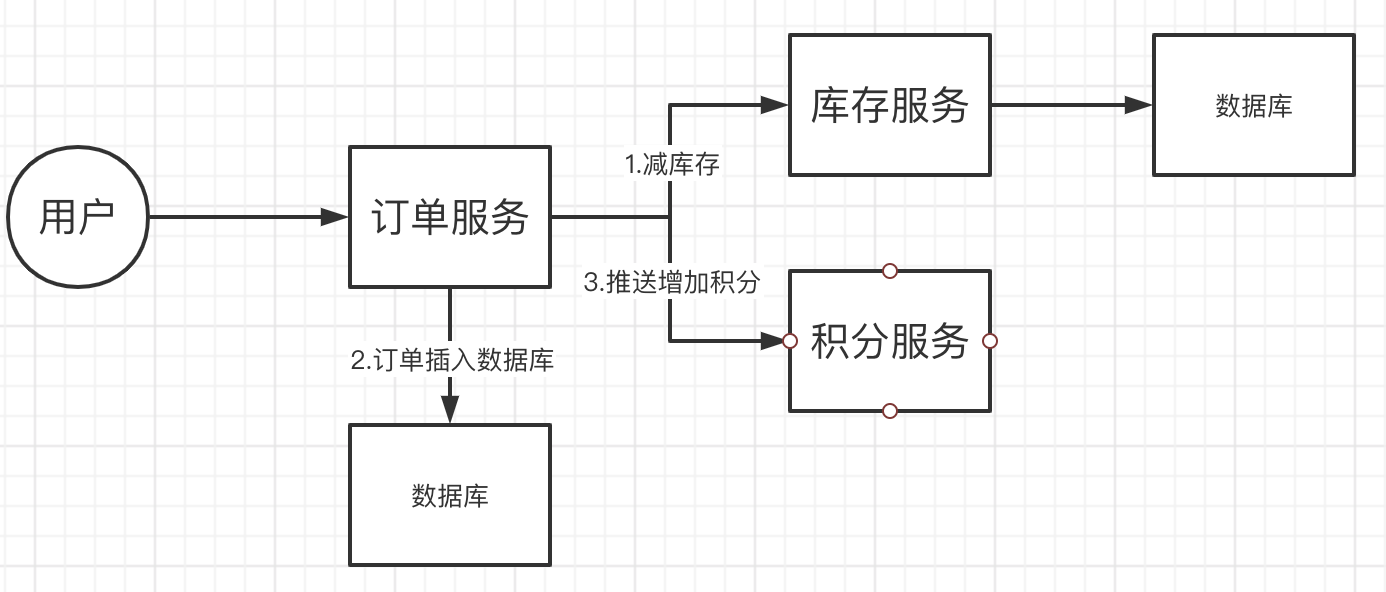 用户
订单服务
1.减库存
库存服务
数据库
3.推送增加积分
积分服务
2.订单插入数据库
数据库